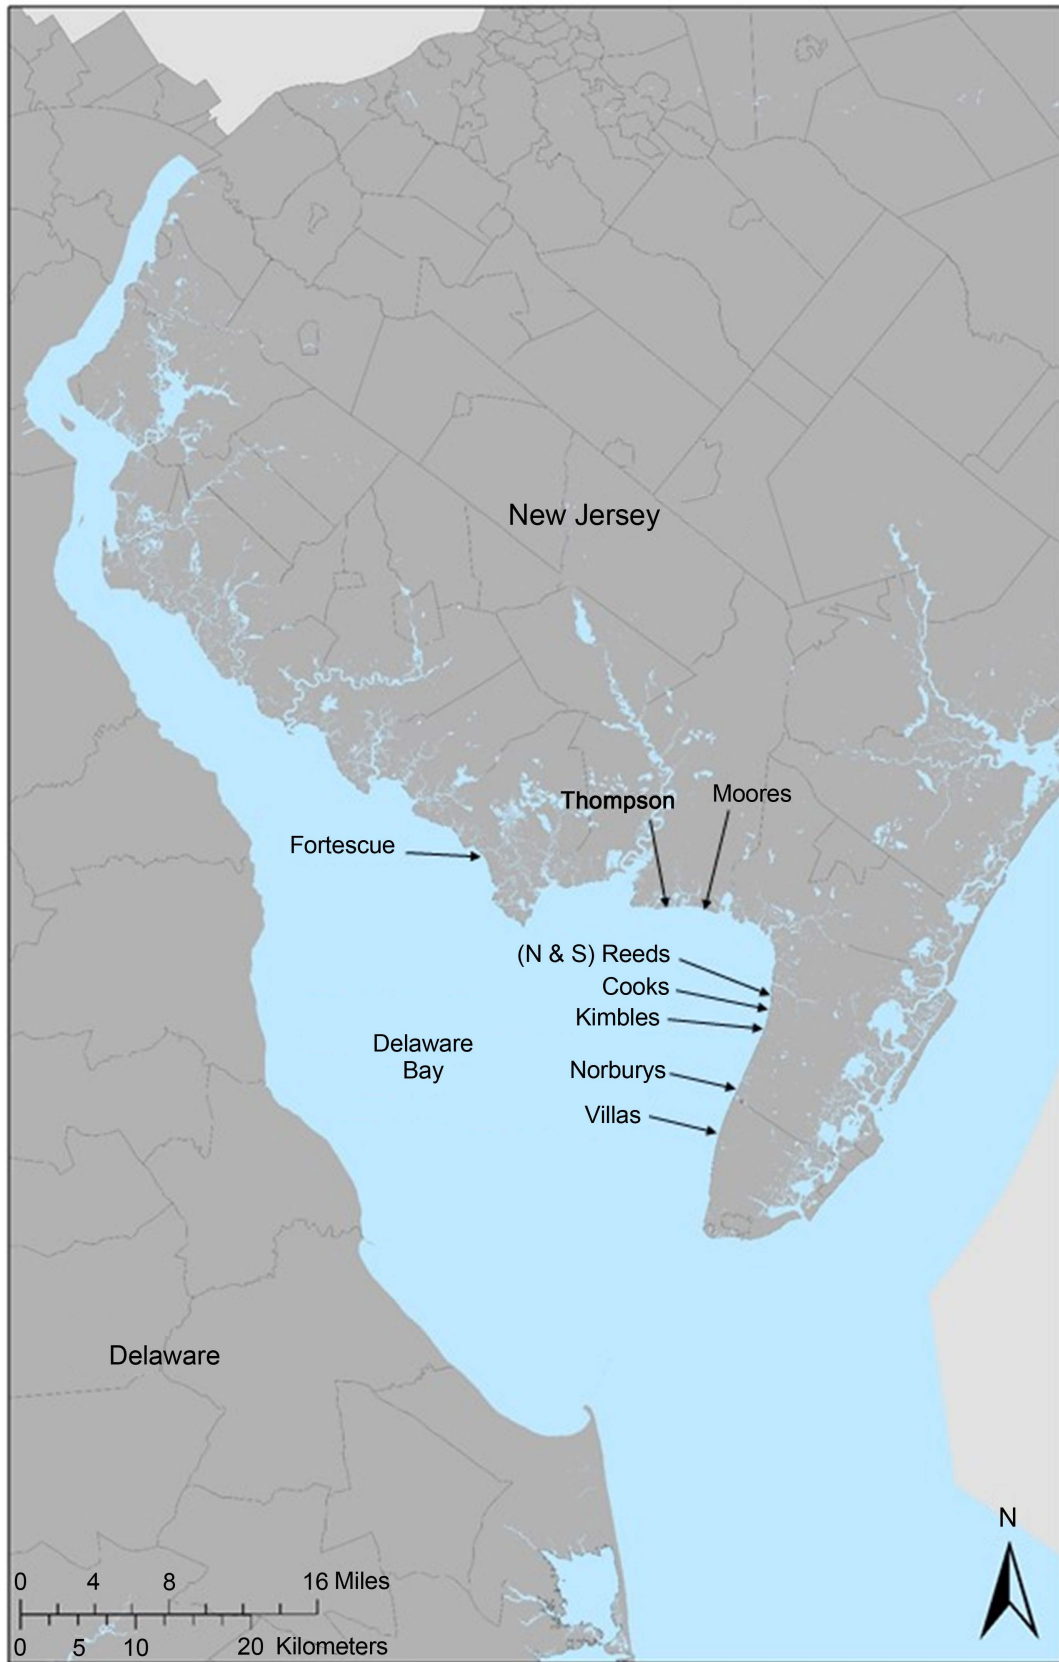 New Jersey
Thompson
Moores
Fortescue
(N & S) Reeds
Cooks
Kimbles
Delaware
Bay
Norburys
Villas
Delaware
N
0 4 8 16 Miles
0 5 10 20 Kilometers